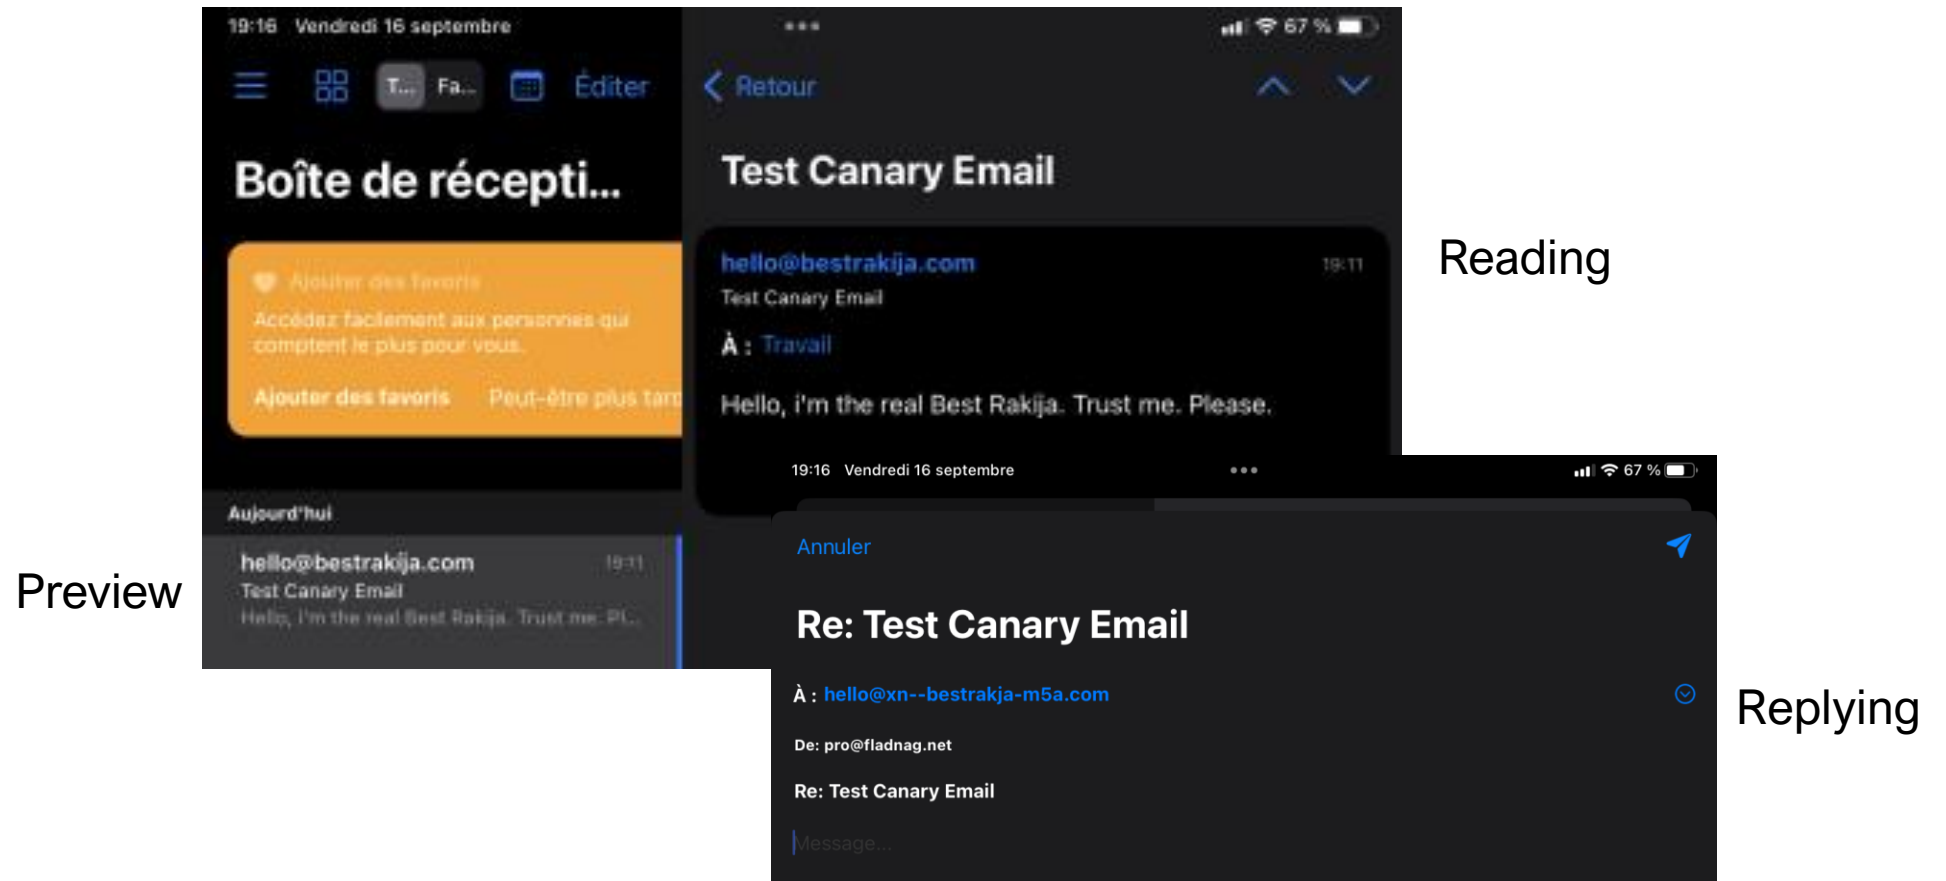 19:16 Vendredi 16 septembre
67 %
T... Fa... Éditer
Retour
Boîte de récepti...
Test Canary Email
Ajouter des favoris
Accédez facilement aux personnes qui
comptent le plus pour vous.
Ajouter des favoris Peut-être plus tard
hello@bestrakija.com 19:11
Test Canary Email
À : Travail
Hello, i'm the real Best Rakija. Trust me. Please.
Reading
Aujourd'hui
hello@bestrakija.com 19:11
Test Canary Email
Hello, i'm the real Best Rakija. Trust me. Pl...
Preview
19:16 Vendredi 16 septembre
67 %
Annuler
Re: Test Canary Email
À : hello@xn--bestrakja-m5a.com
De: pro@fladnag.net
Re: Test Canary Email
Message...
Replying